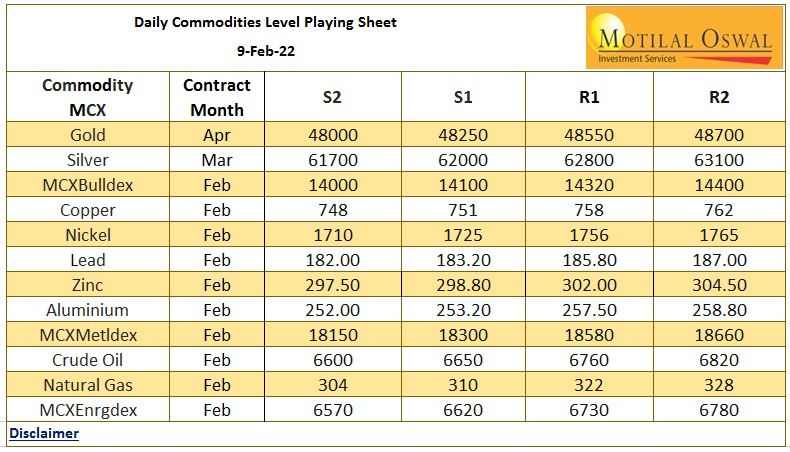 Daily Commodities Level Playing Sheet
9-Feb-22
MOTILAL OSWAL
Investment Services
Commodity MCX Contract Month S2 S1 R1 R2
Gold Apr 48000 48250 48550 48700
Silver Mar 61700 62000 62800 63100
MCXBulldex Feb 14000 14100 14320 14400
Copper Feb 748 751 758 762
Nickel Feb 1710 1725 1756 1765
Lead Feb 182.00 183.20 185.80 187.00
Zinc Feb 297.50 298.80 302.00 304.50
Aluminium Feb 252.00 253.20 257.50 258.80
MCXMetldex Feb 18150 18300 18580 18660
Crude Oil Feb 6600 6650 6760 6820
Natural Gas Feb 304 310 322 328
MCXEnrgdex Feb 6570 6620 6730 6780
Disclaimer